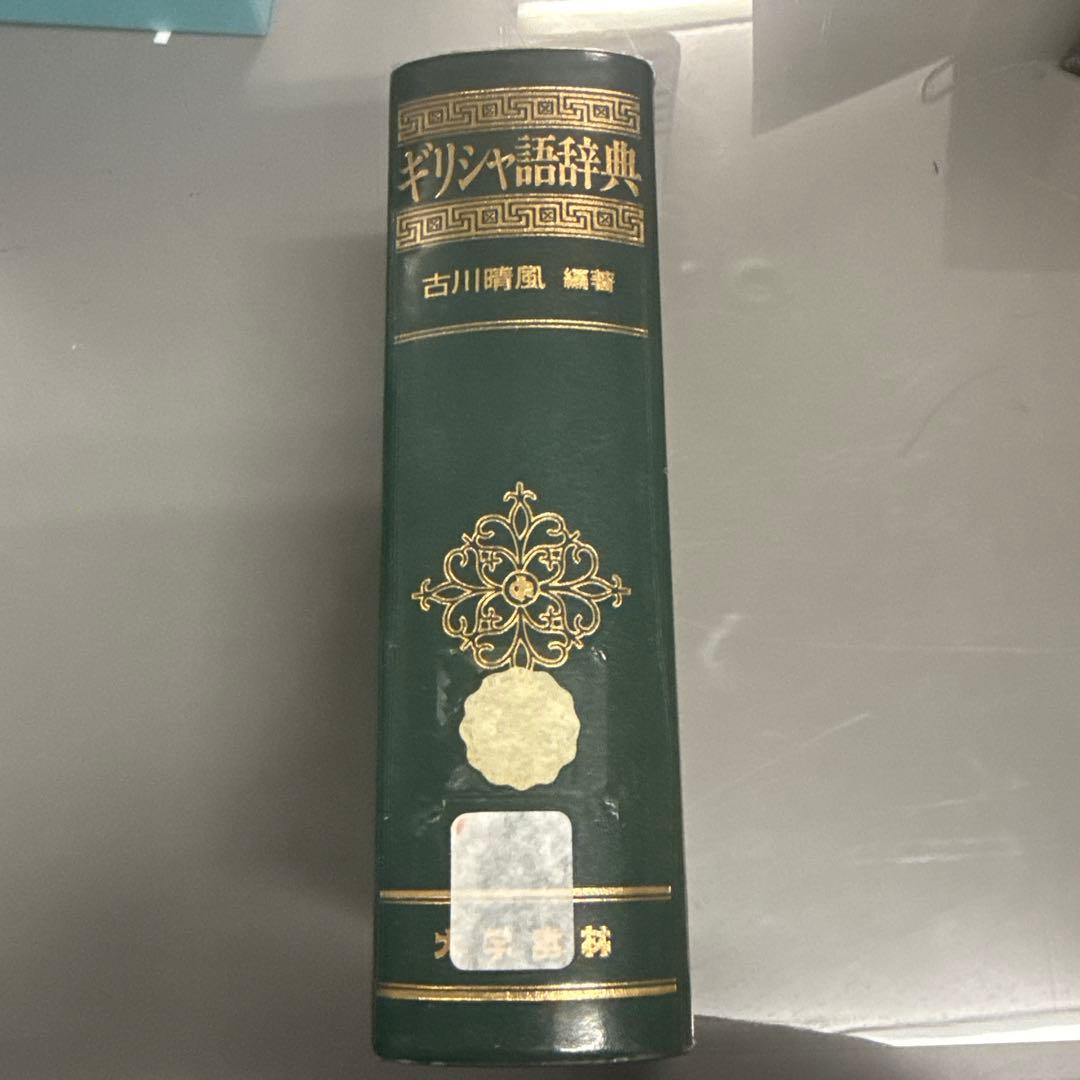 ギリシャ語辞典
古川晴風 編著
大学書林